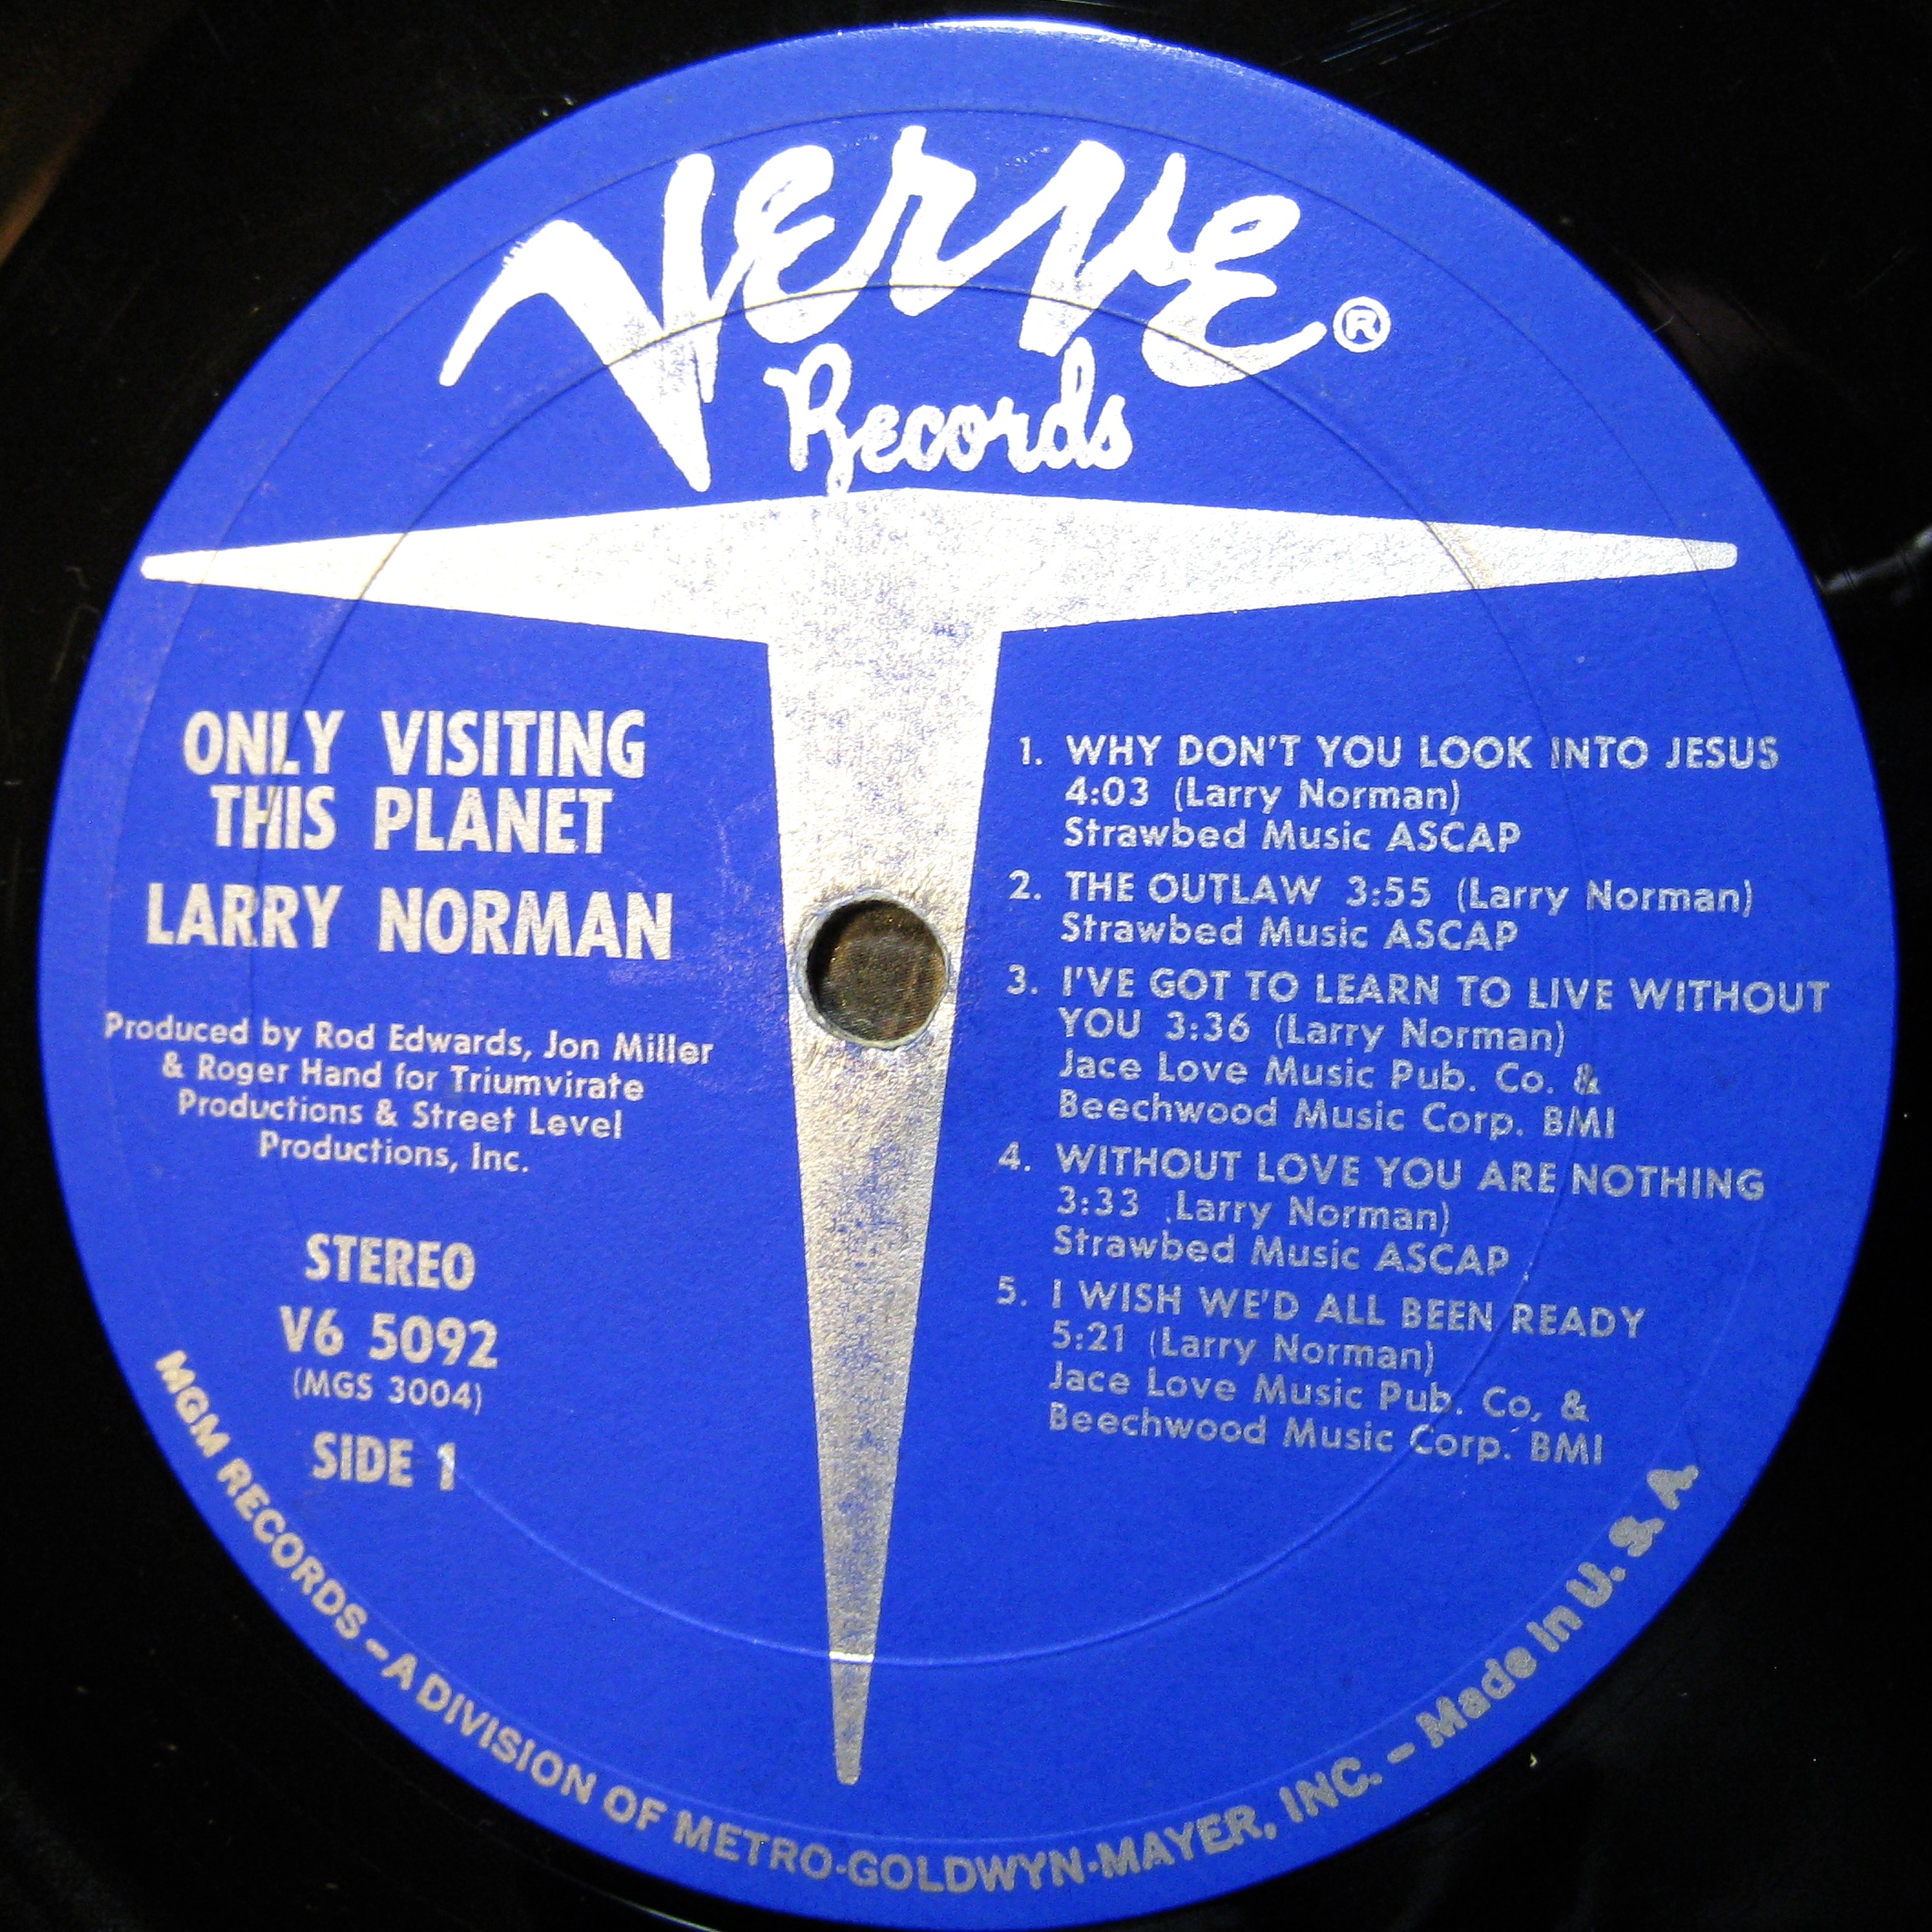 Verve ®
Records
ONLY VISITING
THIS PLANET
LARRY NORMAN
Produced by Rod Edwards, Jon Miller
& Roger Hand for Triumvirate
Productions & Street Level
Productions, Inc.
STEREO
V6 5092
(MGS 3004)
SIDE 1
1. WHY DON'T YOU LOOK INTO JESUS
4:03 (Larry Norman)
Strawbed Music ASCAP
2. THE OUTLAW 3:55 (Larry Norman)
Strawbed Music ASCAP
3. I'VE GOT TO LEARN TO LIVE WITHOUT
YOU 3:36 (Larry Norman)
Jace Love Music Pub. Co. &
Beechwood Music Corp. BMI
4. WITHOUT LOVE YOU ARE NOTHING
3:33 (Larry Norman)
Strawbed Music ASCAP
5. I WISH WE'D ALL BEEN READY
5:21 (Larry Norman)
Jace Love Music Pub. Co, &
Beechwood Music Corp. BMI
MGM RECORDS – A DIVISION OF METRO-GOLDWYN-MAYER, INC. – Made In U. S. A.